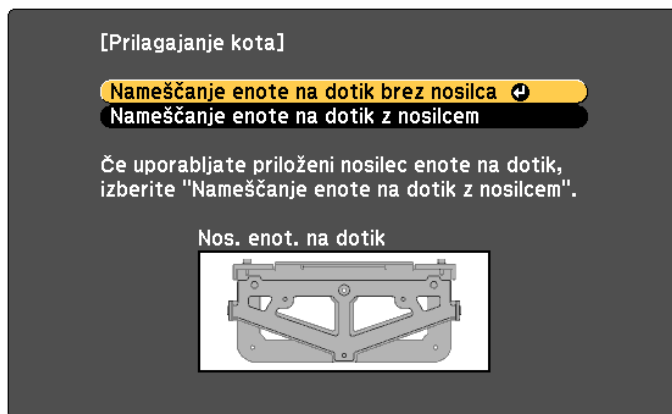 [Prilagajanje kota]
Nameščanje enote na dotik brez nosilca
Nameščanje enote na dotik z nosilcem
Če uporabljate priloženi nosilec enote na dotik,
izberite "Nameščanje enote na dotik z nosilcem".
Nos. enot. na dotik